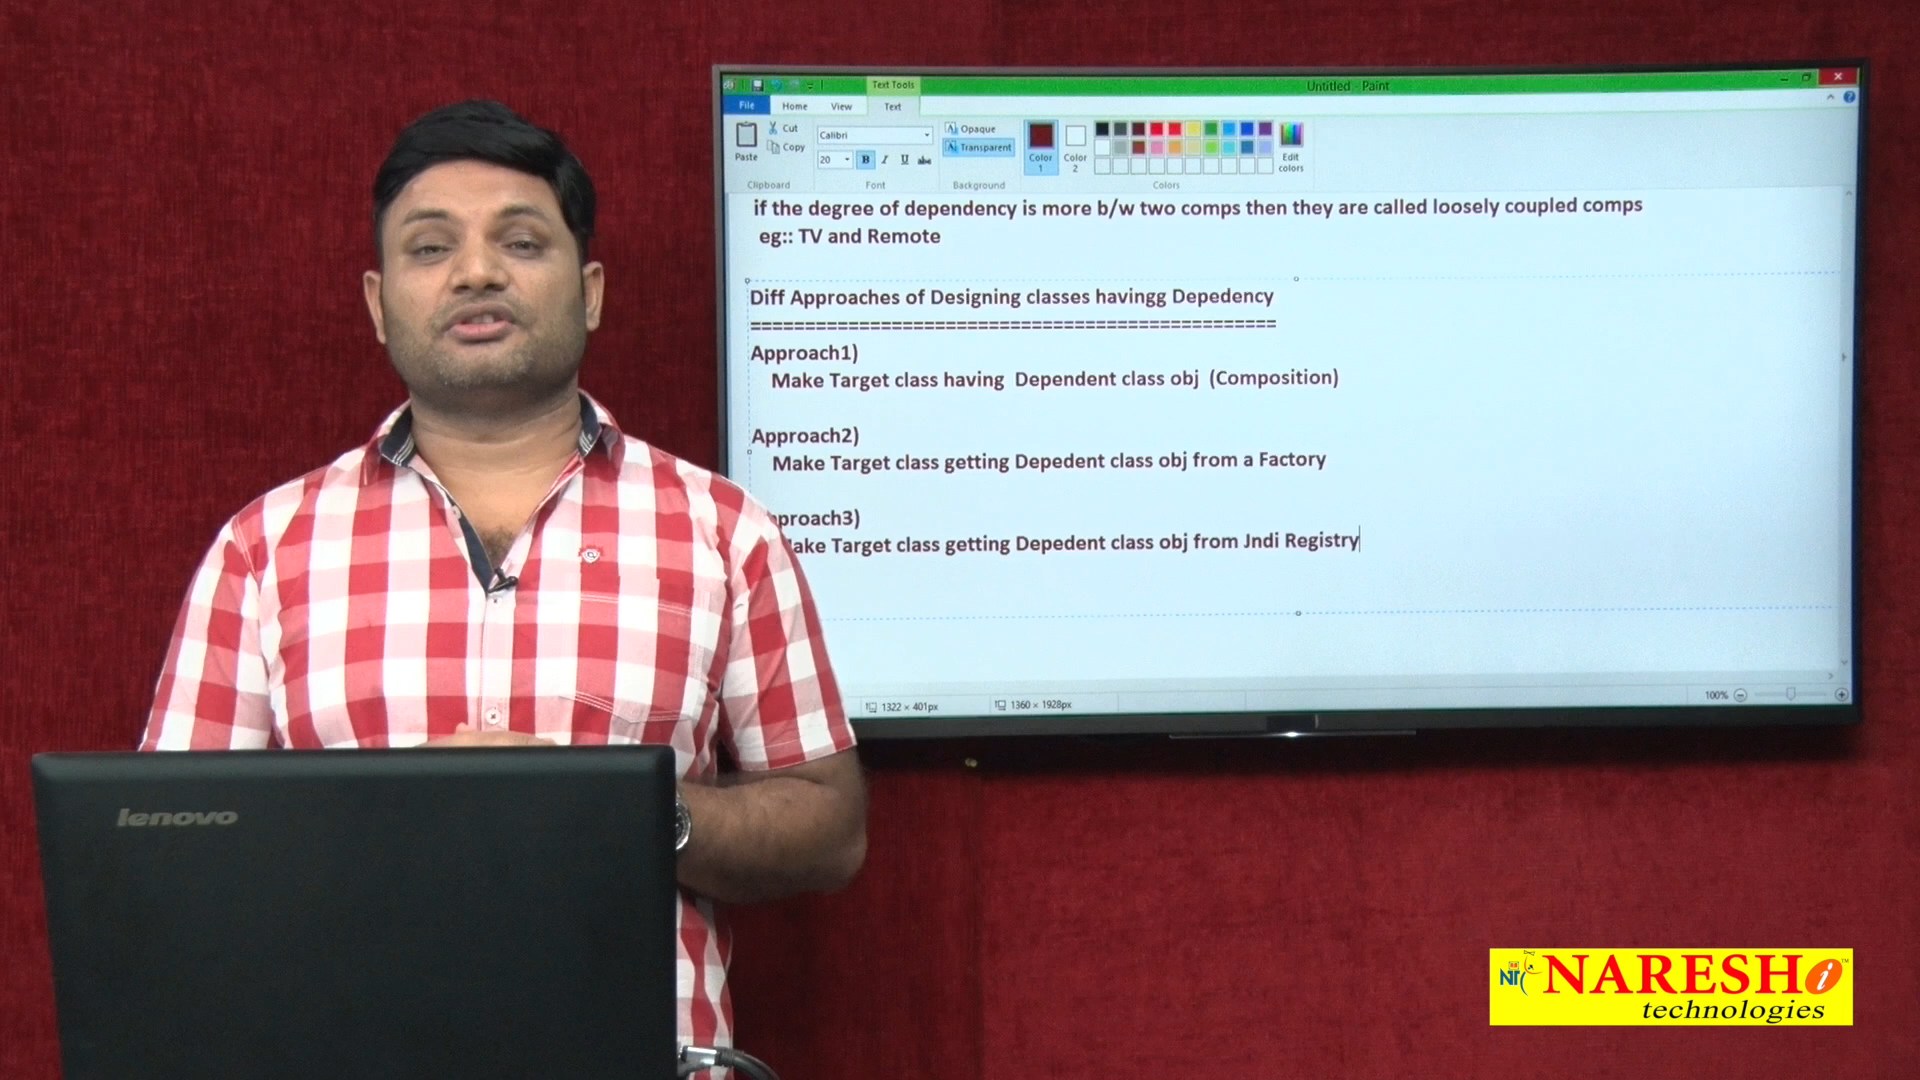 Text Tools
Untitled - Paint
File Home View Text
Cut
Copy
Paste
Clipboard
Calibri
20 B I U abc
Font
Opaque
Transparent
Background
Color 1
Color 2
Edit colors
Colors
if the degree of dependency is more b/w two comps then they are called loosely coupled comps
eg:: TV and Remote
Diff Approaches of Designing classes havingg Depedency
================================================
Approach1)
Make Target class having Dependent class obj (Composition)
Approach2)
Make Target class getting Depedent class obj from a Factory
proach3)
ake Target class getting Depedent class obj from Jndi Registry
1322 × 401px
1360 × 1928px
100%
lenovo
NT NARESH i ™
technologies